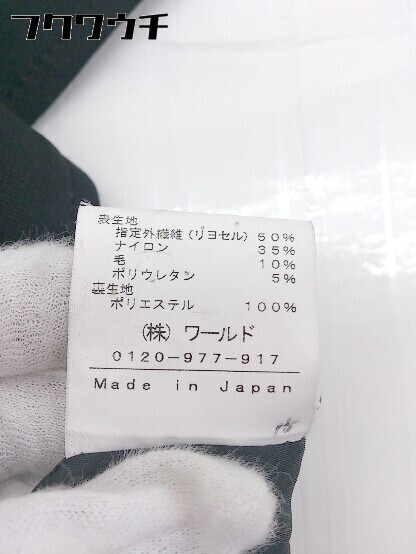 フクワウチ
表生地
指定外繊維(リヨセル) 50%
ナイロン 35%
毛 10%
ポリウレタン 5%
裏生地
ポリエステル 100%
(株) ワールド
0120-977-917
Made in Japan